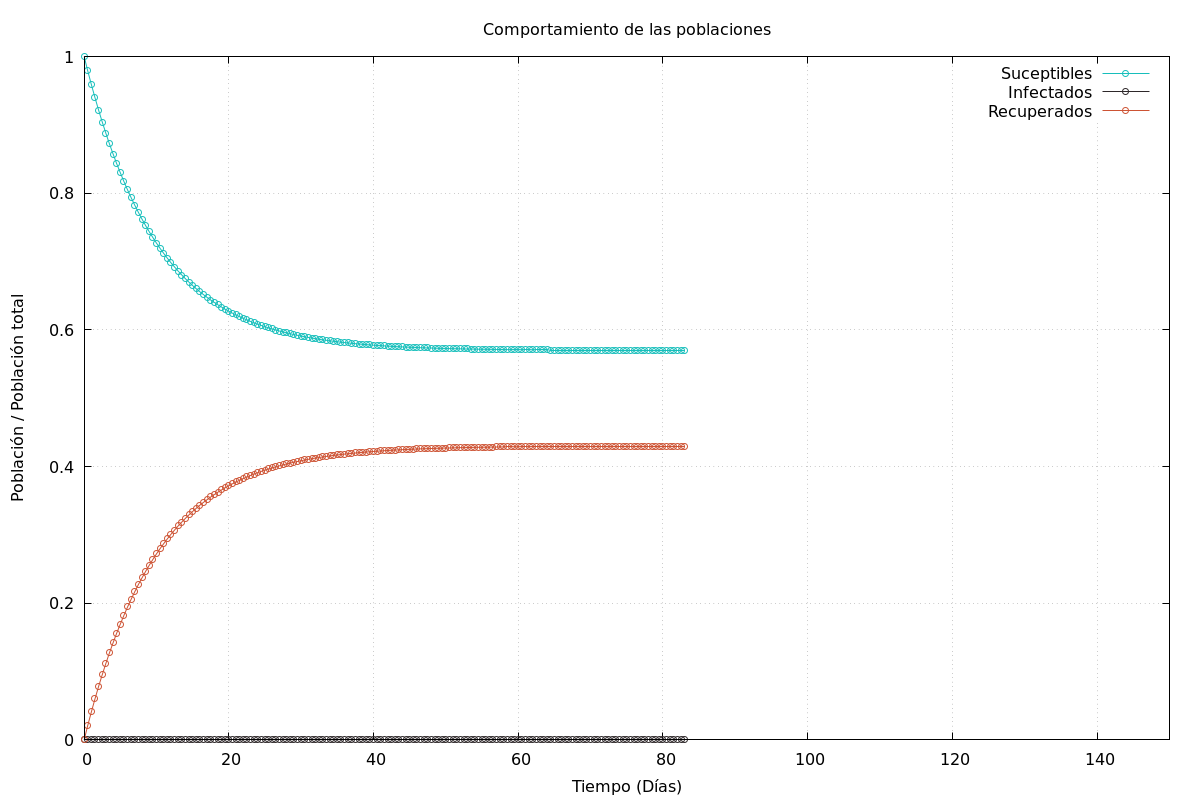 Comportamiento de las poblaciones
Suceptibles
Infectados
Recuperados
Población / Población total
1
0.8
0.6
0.4
0.2
0
0 20 40 60 80 100 120 140
Tiempo (Días)